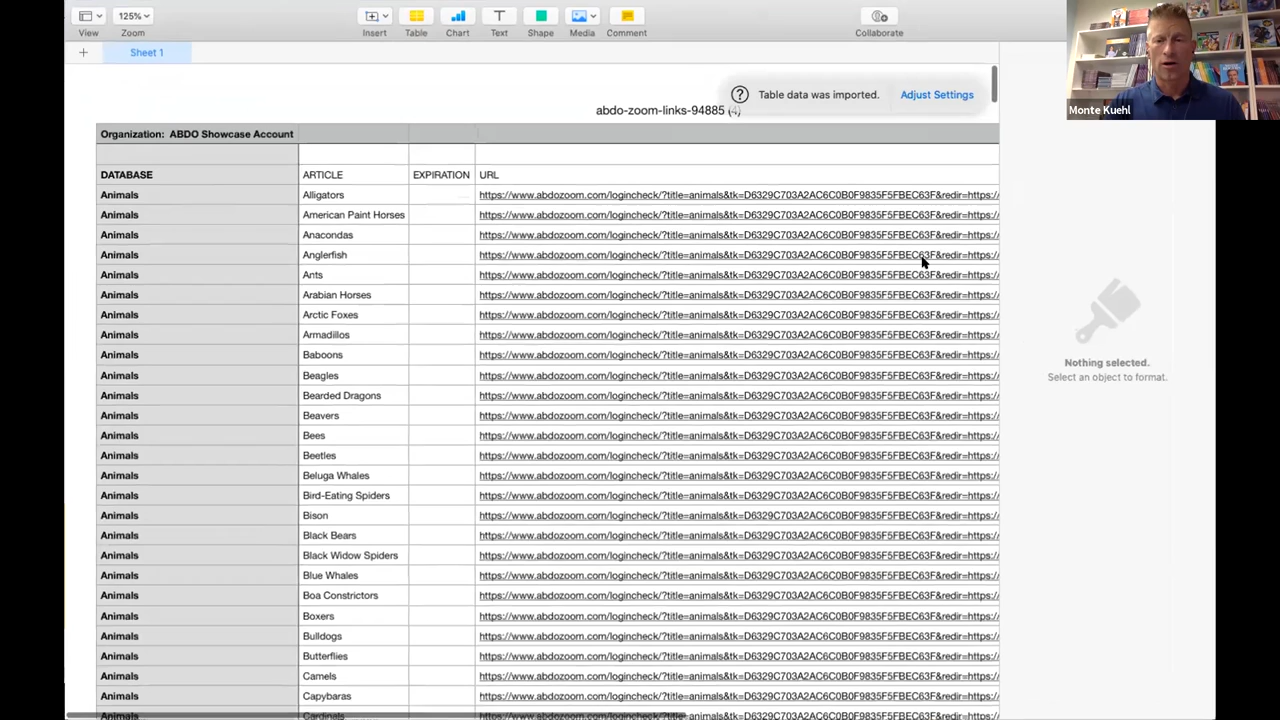 125%
View
Zoom
Insert
Table
Chart
Text
Shape
Media
Comment
Collaborate
Monte Kuehl
Sheet 1
Table data was imported. Adjust Settings
abdo-zoom-links-94885 (4)
Organization: ABDO Showcase Account
DATABASE ARTICLE EXPIRATION URL
Animals Alligators https://www.abdozoom.com/logincheck/?title=animals&tk=D6329C703A2AC6C0B0F9835F5FBEC63F&redir=https://
Animals American Paint Horses https://www.abdozoom.com/logincheck/?title=animals&tk=D6329C703A2AC6C0B0F9835F5FBEC63F&redir=https://
Animals Anacondas https://www.abdozoom.com/logincheck/?title=animals&tk=D6329C703A2AC6C0B0F9835F5FBEC63F&redir=https://
Animals Anglerfish https://www.abdozoom.com/logincheck/?title=animals&tk=D6329C703A2AC6C0B0F9835F5FBEC63F&redir=https://
Animals Ants https://www.abdozoom.com/logincheck/?title=animals&tk=D6329C703A2AC6C0B0F9835F5FBEC63F&redir=https://
Animals Arabian Horses https://www.abdozoom.com/logincheck/?title=animals&tk=D6329C703A2AC6C0B0F9835F5FBEC63F&redir=https://
Animals Arctic Foxes https://www.abdozoom.com/logincheck/?title=animals&tk=D6329C703A2AC6C0B0F9835F5FBEC63F&redir=https://
Animals Armadillos https://www.abdozoom.com/logincheck/?title=animals&tk=D6329C703A2AC6C0B0F9835F5FBEC63F&redir=https://
Animals Baboons https://www.abdozoom.com/logincheck/?title=animals&tk=D6329C703A2AC6C0B0F9835F5FBEC63F&redir=https://
Animals Beagles https://www.abdozoom.com/logincheck/?title=animals&tk=D6329C703A2AC6C0B0F9835F5FBEC63F&redir=https://
Animals Bearded Dragons https://www.abdozoom.com/logincheck/?title=animals&tk=D6329C703A2AC6C0B0F9835F5FBEC63F&redir=https://
Animals Beavers https://www.abdozoom.com/logincheck/?title=animals&tk=D6329C703A2AC6C0B0F9835F5FBEC63F&redir=https://
Animals Bees https://www.abdozoom.com/logincheck/?title=animals&tk=D6329C703A2AC6C0B0F9835F5FBEC63F&redir=https://
Animals Beetles https://www.abdozoom.com/logincheck/?title=animals&tk=D6329C703A2AC6C0B0F9835F5FBEC63F&redir=https://
Animals Beluga Whales https://www.abdozoom.com/logincheck/?title=animals&tk=D6329C703A2AC6C0B0F9835F5FBEC63F&redir=https://
Animals Bird-Eating Spiders https://www.abdozoom.com/logincheck/?title=animals&tk=D6329C703A2AC6C0B0F9835F5FBEC63F&redir=https://
Animals Bison https://www.abdozoom.com/logincheck/?title=animals&tk=D6329C703A2AC6C0B0F9835F5FBEC63F&redir=https://
Animals Black Bears https://www.abdozoom.com/logincheck/?title=animals&tk=D6329C703A2AC6C0B0F9835F5FBEC63F&redir=https://
Animals Black Widow Spiders https://www.abdozoom.com/logincheck/?title=animals&tk=D6329C703A2AC6C0B0F9835F5FBEC63F&redir=https://
Animals Blue Whales https://www.abdozoom.com/logincheck/?title=animals&tk=D6329C703A2AC6C0B0F9835F5FBEC63F&redir=https://
Animals Boa Constrictors https://www.abdozoom.com/logincheck/?title=animals&tk=D6329C703A2AC6C0B0F9835F5FBEC63F&redir=https://
Animals Boxers https://www.abdozoom.com/logincheck/?title=animals&tk=D6329C703A2AC6C0B0F9835F5FBEC63F&redir=https://
Animals Bulldogs https://www.abdozoom.com/logincheck/?title=animals&tk=D6329C703A2AC6C0B0F9835F5FBEC63F&redir=https://
Animals Butterflies https://www.abdozoom.com/logincheck/?title=animals&tk=D6329C703A2AC6C0B0F9835F5FBEC63F&redir=https://
Animals Camels https://www.abdozoom.com/logincheck/?title=animals&tk=D6329C703A2AC6C0B0F9835F5FBEC63F&redir=https://
Animals Capybaras https://www.abdozoom.com/logincheck/?title=animals&tk=D6329C703A2AC6C0B0F9835F5FBEC63F&redir=https://
Animals Cardinals https://www.abdozoom.com/logincheck/?title=animals&tk=D6329C703A2AC6C0B0F9835F5FBEC63F&redir=https://
Nothing selected.
Select an object to format.